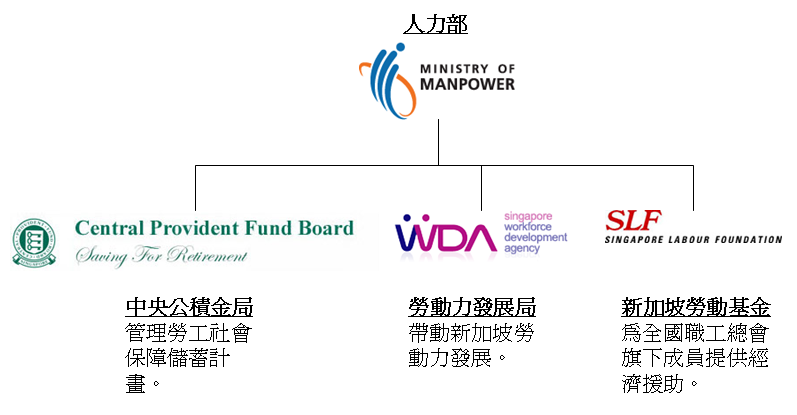 人力部
MINISTRY OF
MANPOWER
Central Provident Fund Board
Saving For Retirement
WDA
singapore
workforce
development
agency
SLF
SINGAPORE LABOUR FOUNDATION
中央公積金局
管理勞工社會
保障儲蓄計
畫。
勞動力發展局
帶動新加坡勞
動力發展。
新加坡勞動基金
為全國職工總會
旗下成員提供經
濟援助。